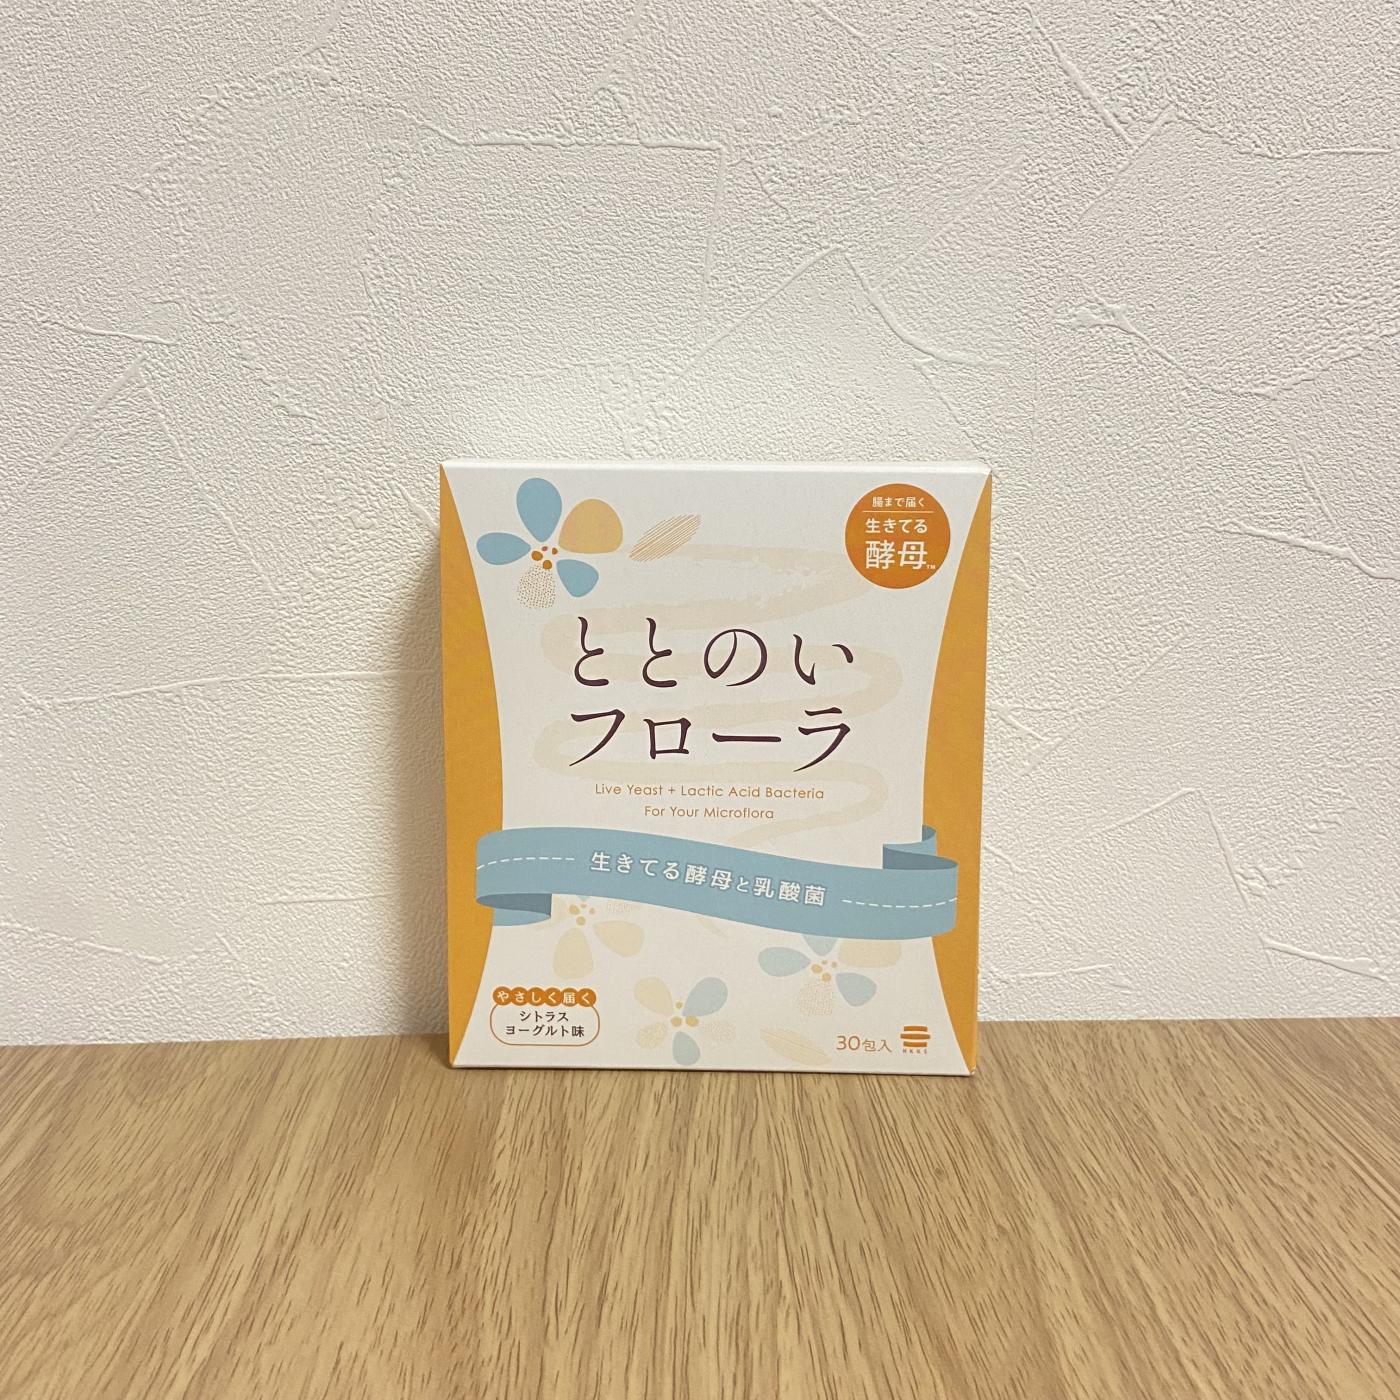 腸まで届く
生きてる
酵母™
ととのい
フローラ
Live Yeast + Lactic Acid Bacteria
For Your Microflora
生きてる酵母と乳酸菌
やさしく届く
シトラス
ヨーグルト味
30包入
NKKS